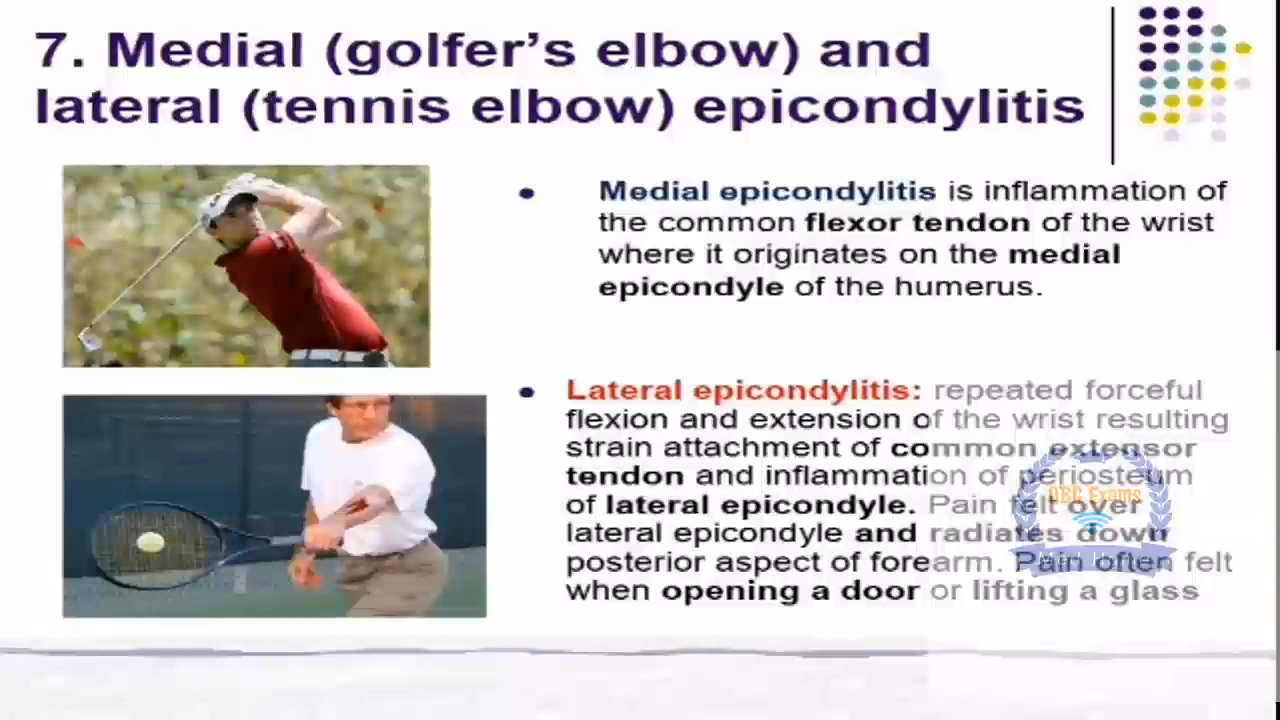 7. Medial (golfer's elbow) and
lateral (tennis elbow) epicondylitis
• Medial epicondylitis is inflammation of
the common flexor tendon of the wrist
where it originates on the medial
epicondyle of the humerus.
• Lateral epicondylitis: repeated forceful
flexion and extension of the wrist resulting
strain attachment of common extensor
tendon and inflammation of periosteum
of lateral epicondyle. Pain felt over
lateral epicondyle and radiates down
posterior aspect of forearm. Pain often felt
when opening a door or lifting a glass
Exams